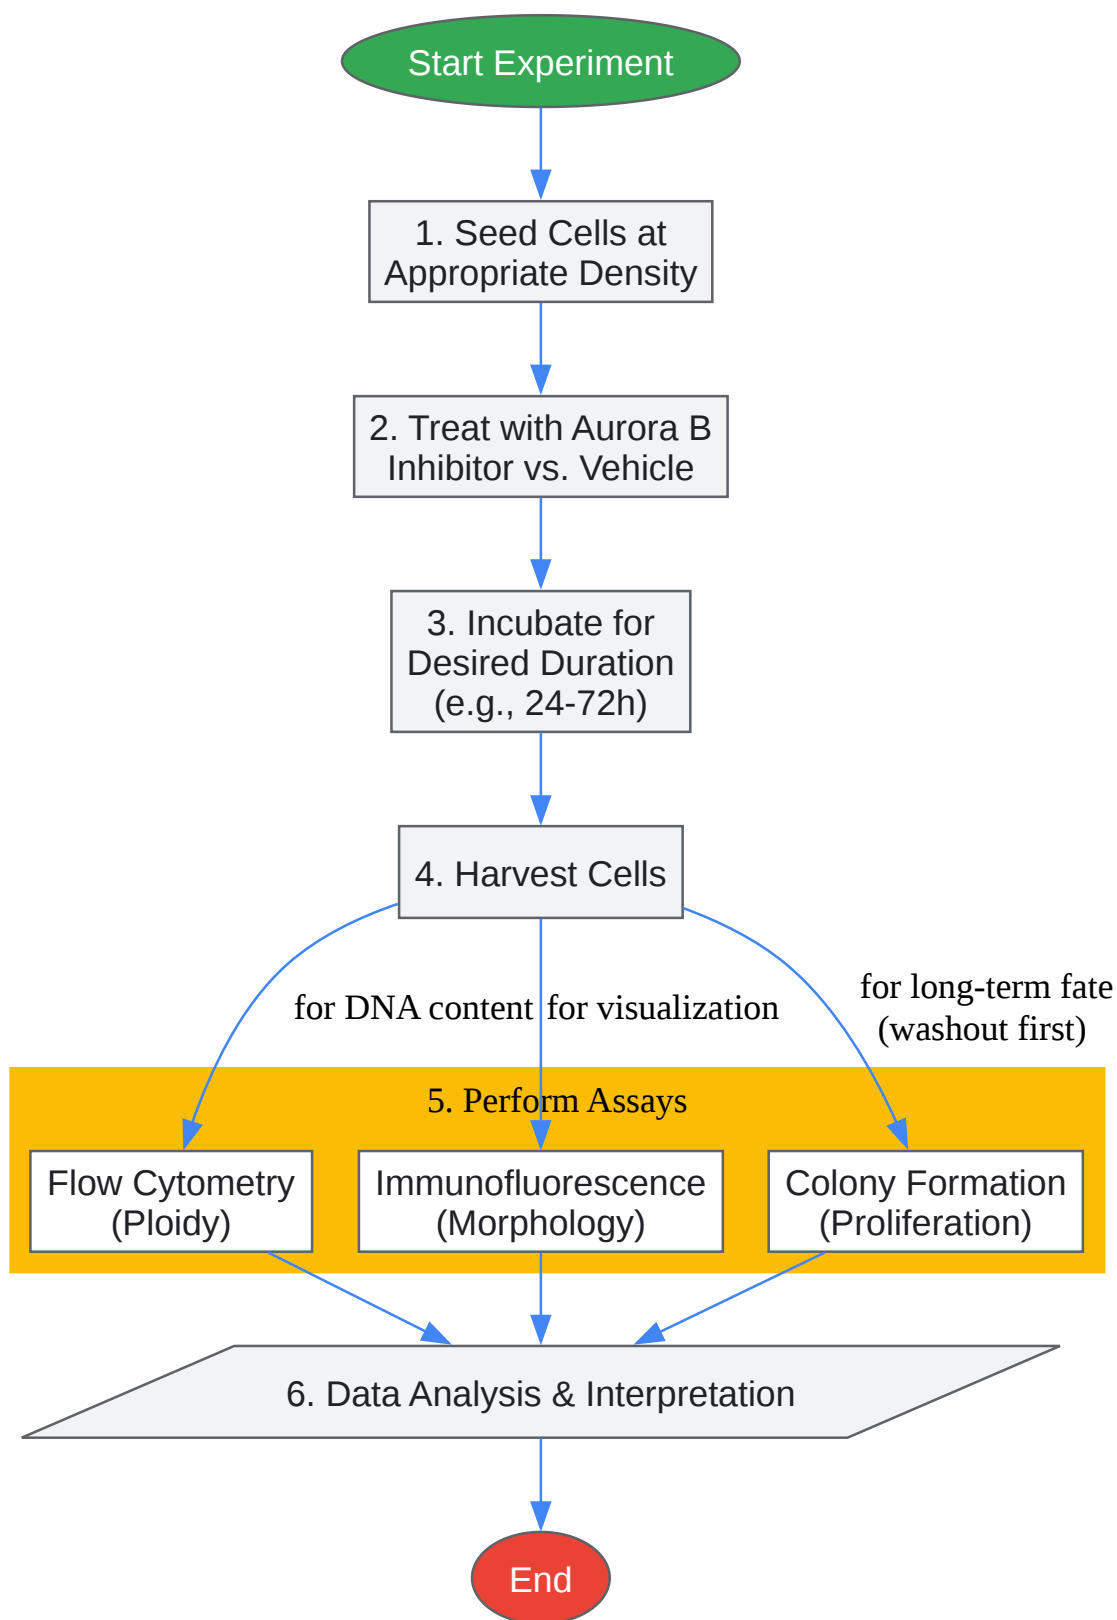 Start Experiment
1. Seed Cells at
Appropriate Density
2. Treat with Aurora B
Inhibitor vs. Vehicle
3. Incubate for
Desired Duration
(e.g., 24-72h)
4. Harvest Cells
for DNA content
for visualization
for long-term fate
(washout first)
5. Perform Assays
Flow Cytometry
(Ploidy)
Immunofluorescence
(Morphology)
Colony Formation
(Proliferation)
6. Data Analysis & Interpretation
End